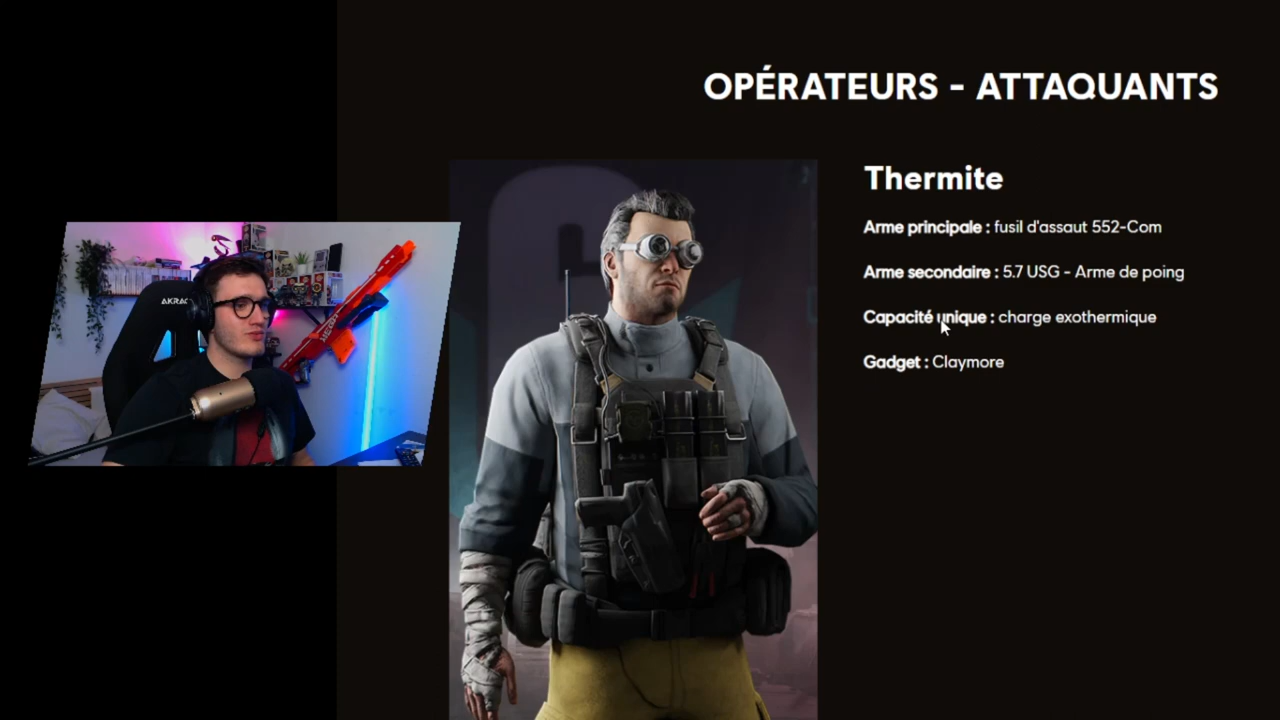 OPÉRATEURS - ATTAQUANTS
Thermite
Arme principale : fusil d'assaut 552-Com
Arme secondaire : 5.7 USG - Arme de poing
Capacité unique : charge exothermique
Gadget : Claymore